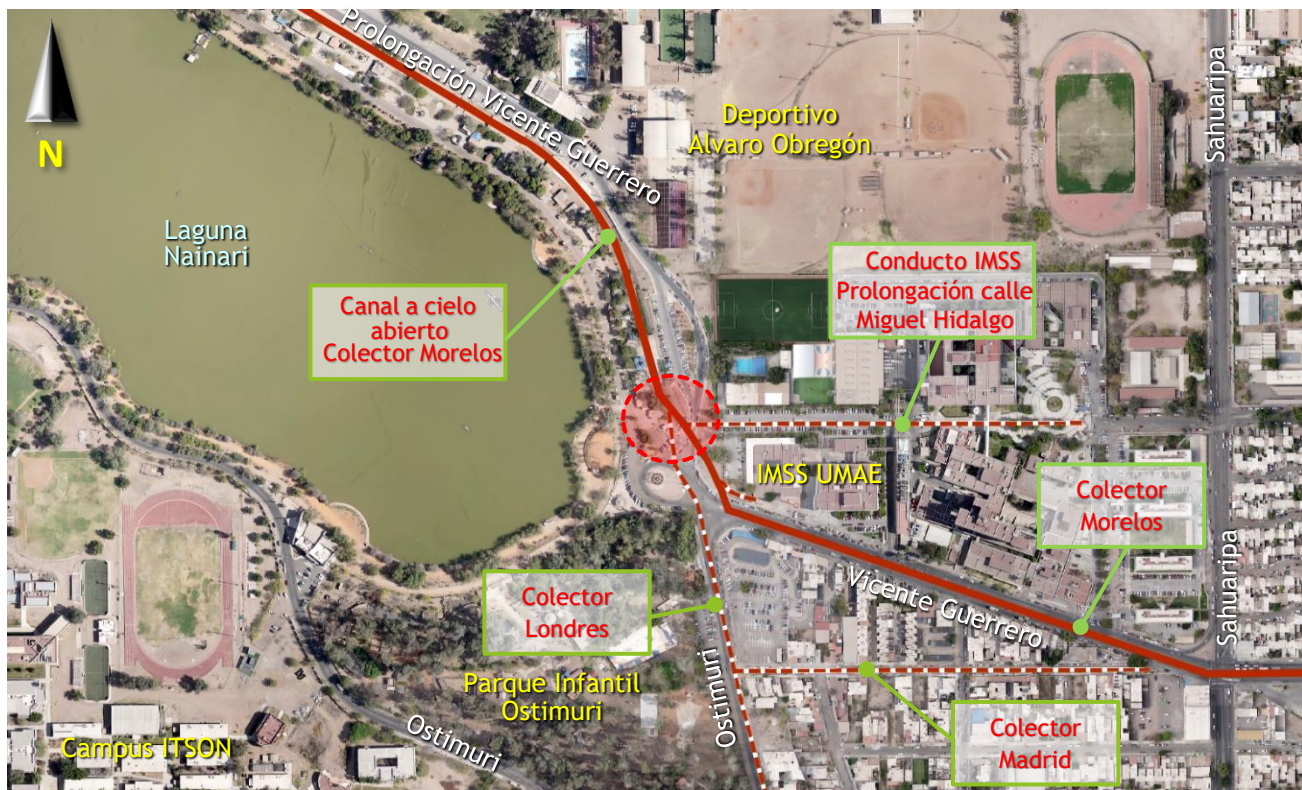 Prolongación Vicente Guerrero
N
Deportivo
Alvaro Obregón
Sahuaripa
Laguna
Nainari
Conducto IMSS
Prolongación calle
Miguel Hidalgo
Canal a cielo
abierto
Colector Morelos
IMSS UMAE
Colector
Morelos
Sahuaripa
Vicente Guerrero
Colector
Londres
Parque Infantil
Ostimuri
Ostimuri
Ostimuri
Campus ITSON
Colector
Madrid